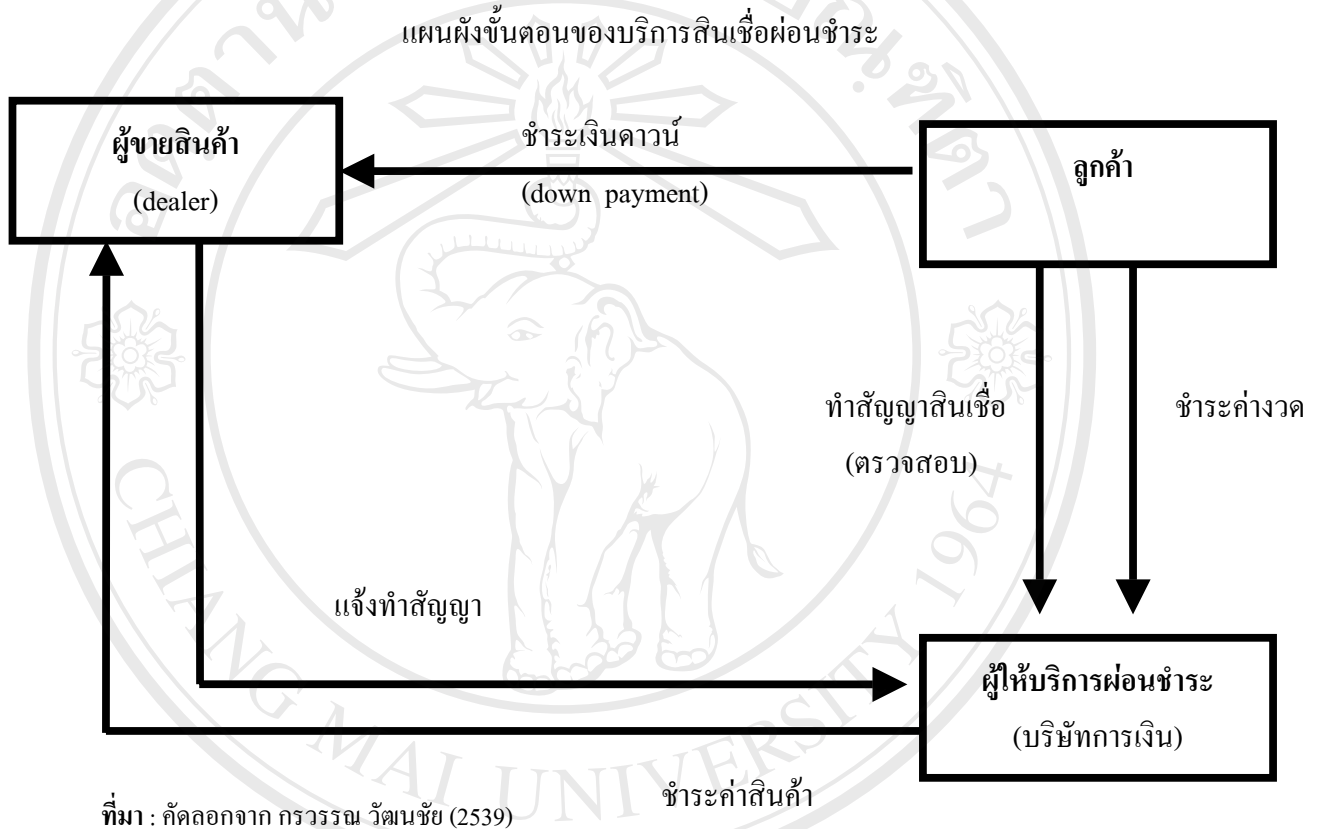 แผนผังขั้นตอนของบริการสินเชื่อผ่อนชำระ
ผู้ขายสินค้า
(dealer)
ชำระเงินดาวน์
(down payment)
ลูกค้า
ทำสัญญาสินเชื่อ
(ตรวจสอบ)
ชำระค่างวด
แจ้งทำสัญญา
ผู้ให้บริการผ่อนชำระ
(บริษัทการเงิน)
ชำระค่าสินค้า
ที่มา : คัดลอกจาก กรวรรณ วัฒนชัย (2539)
CHIANG MAI UNIVERSITY 1964